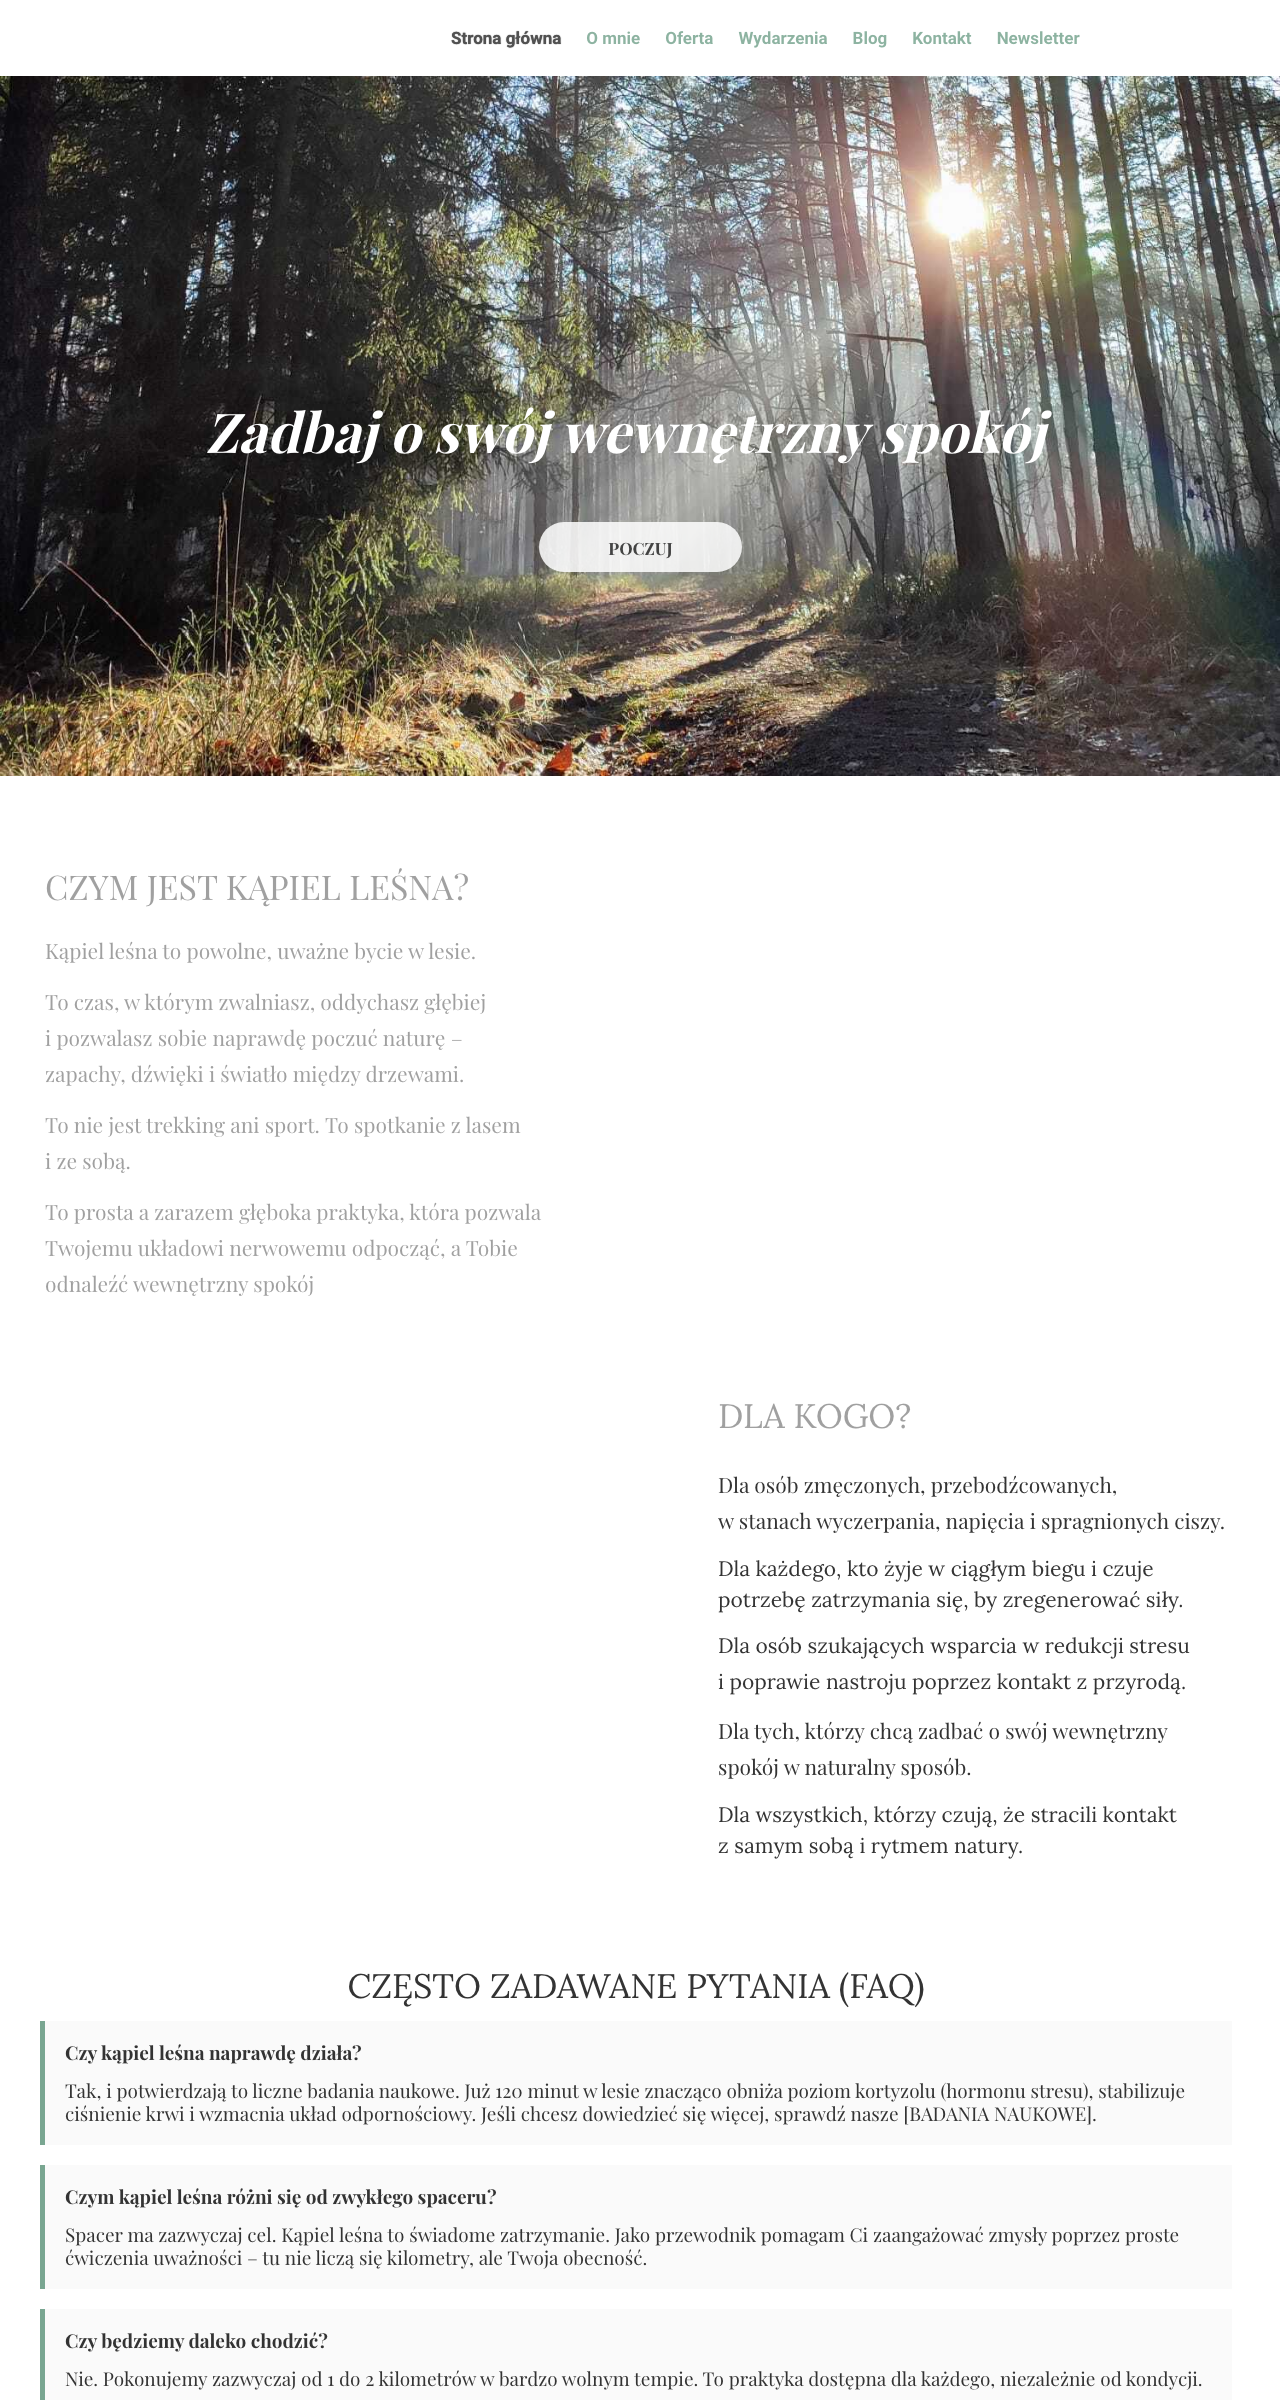 Strona główna O mnie Oferta Wydarzenia Blog Kontakt Newsletter
Zadbaj o swój wewnętrzny spokój
POCZUJ
CZYM JEST KĄPIEL LEŚNA?
Kąpiel leśna to powolne, uważne bycie w lesie.
To czas, w którym zwalniasz, oddychasz głębiej
i pozwalasz sobie naprawdę poczuć naturę –
zapachy, dźwięki i światło między drzewami.
To nie jest trekking ani sport. To spotkanie z lasem
i ze sobą.
To prosta a zarazem głęboka praktyka, która pozwala
Twojemu układowi nerwowemu odpocząć, a Tobie
odnaleźć wewnętrzny spokój
DLA KOGO?
Dla osób zmęczonych, przebodźcowanych,
w stanach wyczerpania, napięcia i spragnionych ciszy.
Dla każdego, kto żyje w ciągłym biegu i czuje
potrzebę zatrzymania się, by zregenerować siły.
Dla osób szukających wsparcia w redukcji stresu
i poprawie nastroju poprzez kontakt z przyrodą.
Dla tych, którzy chcą zadbać o swój wewnętrzny
spokój w naturalny sposób.
Dla wszystkich, którzy czują, że stracili kontakt
z samym sobą i rytmem natury.
CZĘSTO ZADAWANE PYTANIA (FAQ)
Czy kąpiel leśna naprawdę działa?
Tak, i potwierdzają to liczne badania naukowe. Już 120 minut w lesie znacząco obniża poziom kortyzolu (hormonu stresu), stabilizuje
ciśnienie krwi i wzmacnia układ odpornościowy. Jeśli chcesz dowiedzieć się więcej, sprawdź nasze [BADANIA NAUKOWE].
Czym kąpiel leśna różni się od zwykłego spaceru?
Spacer ma zazwyczaj cel. Kąpiel leśna to świadome zatrzymanie. Jako przewodnik pomagam Ci zaangażować zmysły poprzez proste
ćwiczenia uważności – tu nie liczą się kilometry, ale Twoja obecność.
Czy będziemy daleko chodzić?
Nie. Pokonujemy zazwyczaj od 1 do 2 kilometrów w bardzo wolnym tempie. To praktyka dostępna dla każdego, niezależnie od kondycji.